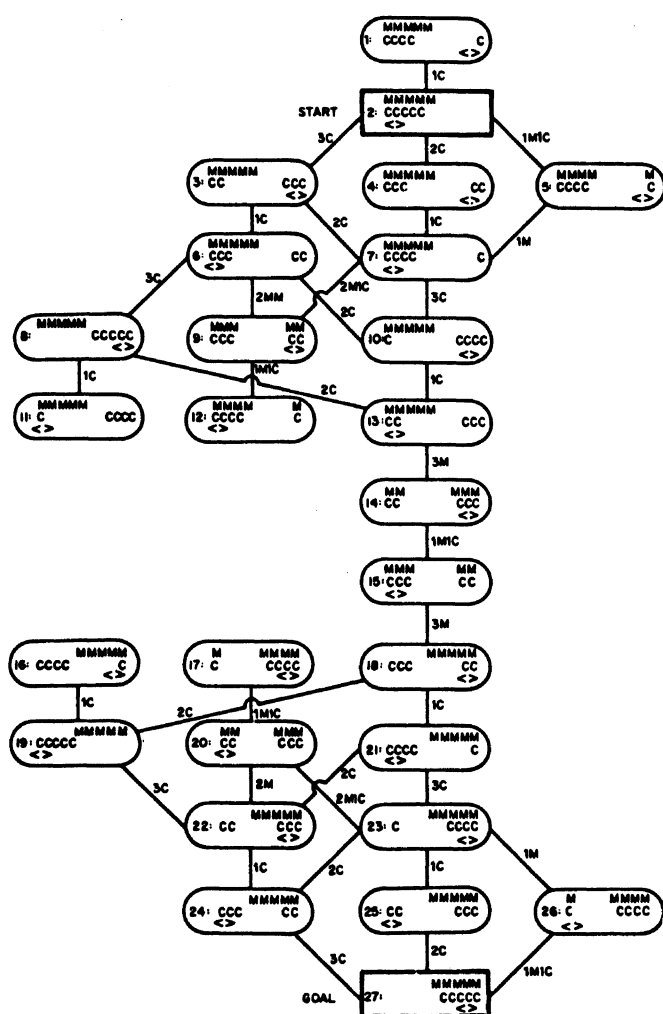 MMMMM
1: CCCC C
<>
1C
START
MMMMM
2: CCCCC
<>
3C
2C
1M1C
MMMMM
3: CC CCC
<>
MMMMM
4: CCC CC
<>
MMMM M
5: CCCC C
<>
1C
2C
1C
1M
MMMMM
6: CCC CC
<>
MMMMM
7: CCCC C
<>
3C
2MM
2C
2M1C
3C
MMMMM
8: CCCCC
<>
MMM MM
9: CCC CC
<>
MMMMM
10:C CCCC
<>
1C
1M1C
2C
1C
MMMMM
11: C CCCC
<>
MMMM M
12: CCCC C
<>
MMMMM
13: CC CCC
<>
3M
MM MMM
14: CC CCC
<>
1M1C
MMM MM
15: CCC CC
<>
3M
MMMMM
16: CCCC C
<>
M MMMM
17: C CCCC
<>
MMMMM
18: CCC CC
<>
1C
2C
1M1C
1C
MMMMM
19: CCCCC
<>
MM MMM
20: CC CCC
<>
MMMMM
21: CCCC C
<>
3C
2M
2C
2M1C
3C
MMMMM
22: CC CCC
<>
MMMMM
23: C CCCC
<>
1C
2C
1C
1M
MMMMM
24: CCC CC
<>
MMMMM
25: CC CCC
<>
M MMMM
26: C CCCC
<>
3C
2C
1M1C
GOAL
MMMMM
27: CCCCC
<>